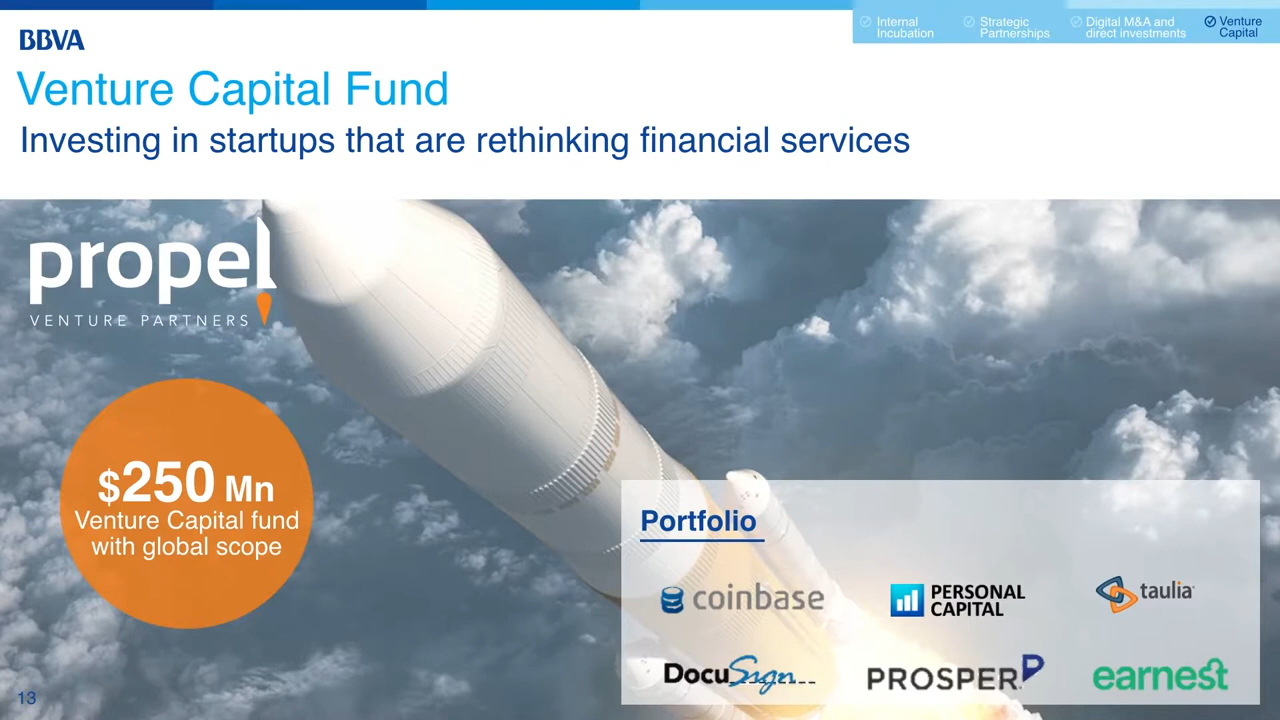 Internal
Incubation
Strategic
Partnerships
Digital M&A and
direct investments
Venture
Capital
BBVA
Venture Capital Fund
Investing in startups that are rethinking financial services
propel
VENTURE PARTNERS
$250 Mn
Venture Capital fund
with global scope
Portfolio
coinbase
PERSONAL
CAPITAL
taulia
DocuSign
PROSPER
earnest
13